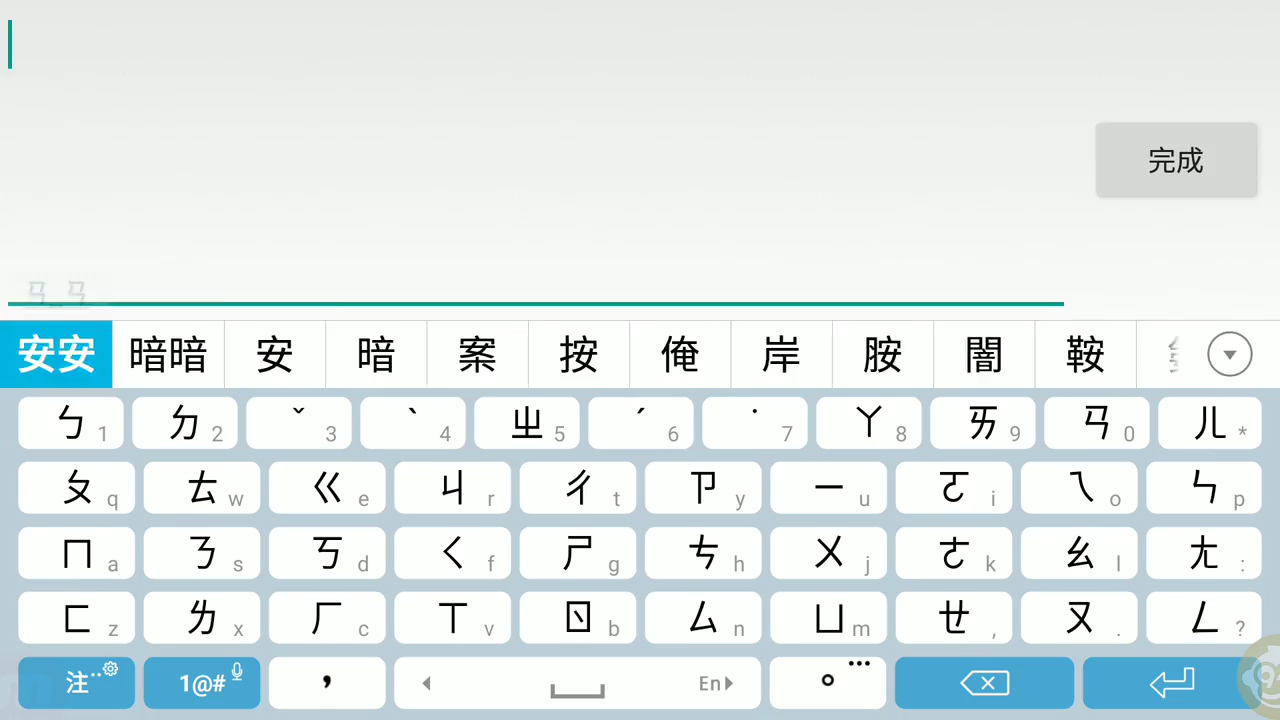 完成
ㄢ_ㄢ
安安 暗暗 安 暗 案 按 俺 岸 胺 闇 鞍
ㄅ 1 ㄉ 2 ˇ 3 ˋ 4 ㄓ 5 ˊ 6 ˙ 7 ㄚ 8 ㄞ 9 ㄢ 0 ㄦ *
ㄆ q ㄊ w ㄍ e ㄐ r ㄔ t ㄗ y ㄧ u ㄛ i ㄟ o ㄣ p
ㄇ a ㄋ s ㄎ d ㄑ f ㄕ g ㄘ h ㄨ j ㄜ k ㄠ l ㄤ :
ㄈ z ㄌ x ㄏ c ㄒ v ㄖ b ㄙ n ㄩ m ㄝ , ㄡ . ㄥ ?
注 1@# , En 。